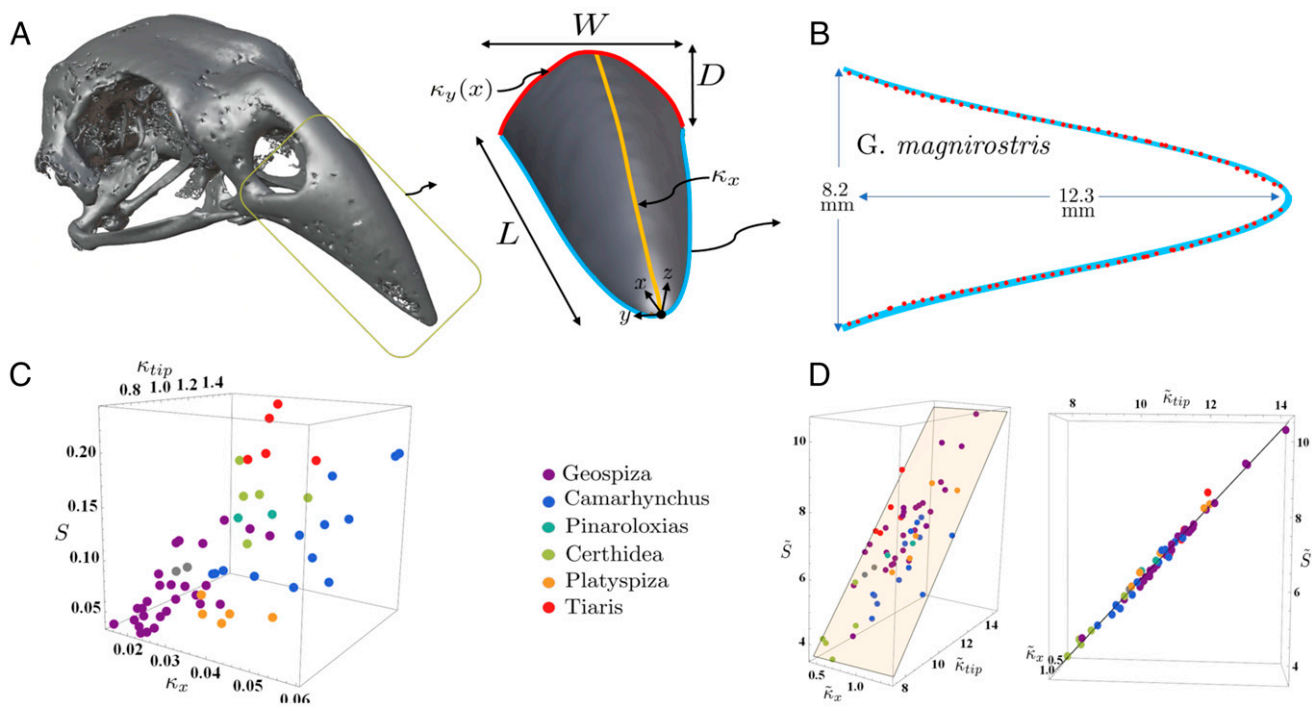 A
W
D
κy(x)
κx
L
x
z
y
B
G. magnirostris
8.2
mm
12.3
mm
C
κtip
0.8 1.0 1.2 1.4
0.20
0.15
S
0.10
0.05
0.02
0.03
0.04
0.05
0.06
κx
Geospiza
Camarhynchus
Pinaroloxias
Certhidea
Platyspiza
Tiaris
D
10
8
S̃
6
4
0.5
1.0
κ̃x
8
10
12
14
κ̃tip
κ̃tip
8 10 12 14
10
8
S̃
6
4
κ̃x
0.5
1.0